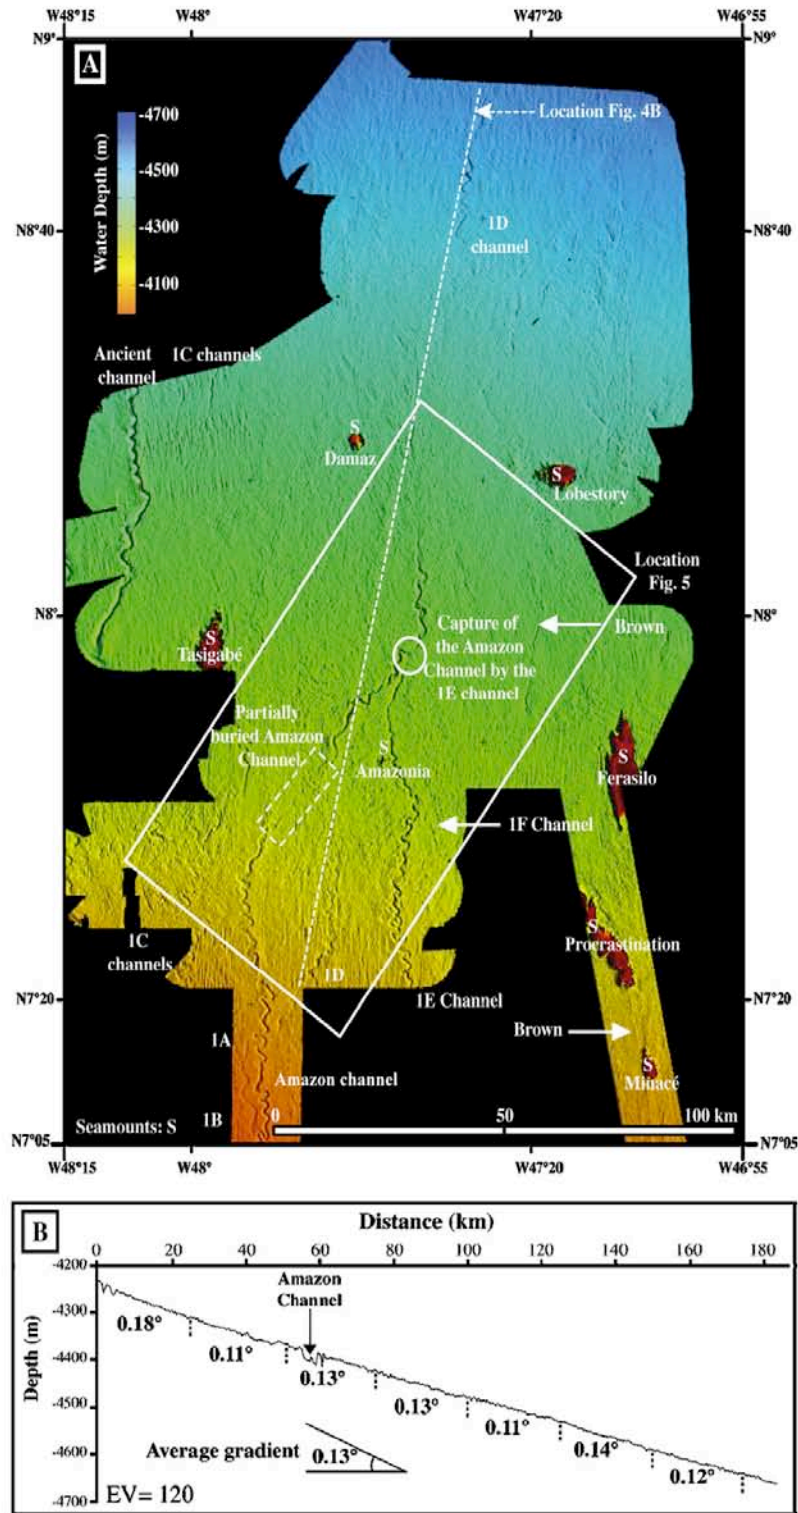 W48°15
W48°
W47°20
W46°55
N9°
N9°
A
Location Fig. 4B
-4700
-4500
-4300
-4100
Water Depth (m)
N8°40
N8°40
1D
channel
Ancient
channel
1C channels
S
Damaz
S
Lobestory
Location
Fig. 5
N8°
N8°
Capture of
the Amazon
Channel by the
1E channel
Brown
S
Tasigabé
Partially
buried Amazon
Channel
S
Amazonia
S
Ferasilo
1F Channel
1C
channels
S
Procrastination
1D
1E Channel
N7°20
N7°20
1A
Brown
Amazon channel
S
Minacé
Seamounts: S
1B
0
50
100 km
N7°05
N7°05
W48°15
W48°
W47°20
W46°55
B
Distance (km)
0
20
40
60
80
100
120
140
160
180
-4200
-4300
-4400
-4500
-4600
-4700
Depth (m)
Amazon
Channel
0.18°
0.11°
0.13°
0.13°
0.11°
0.14°
0.12°
Average gradient
0.13°
EV= 120